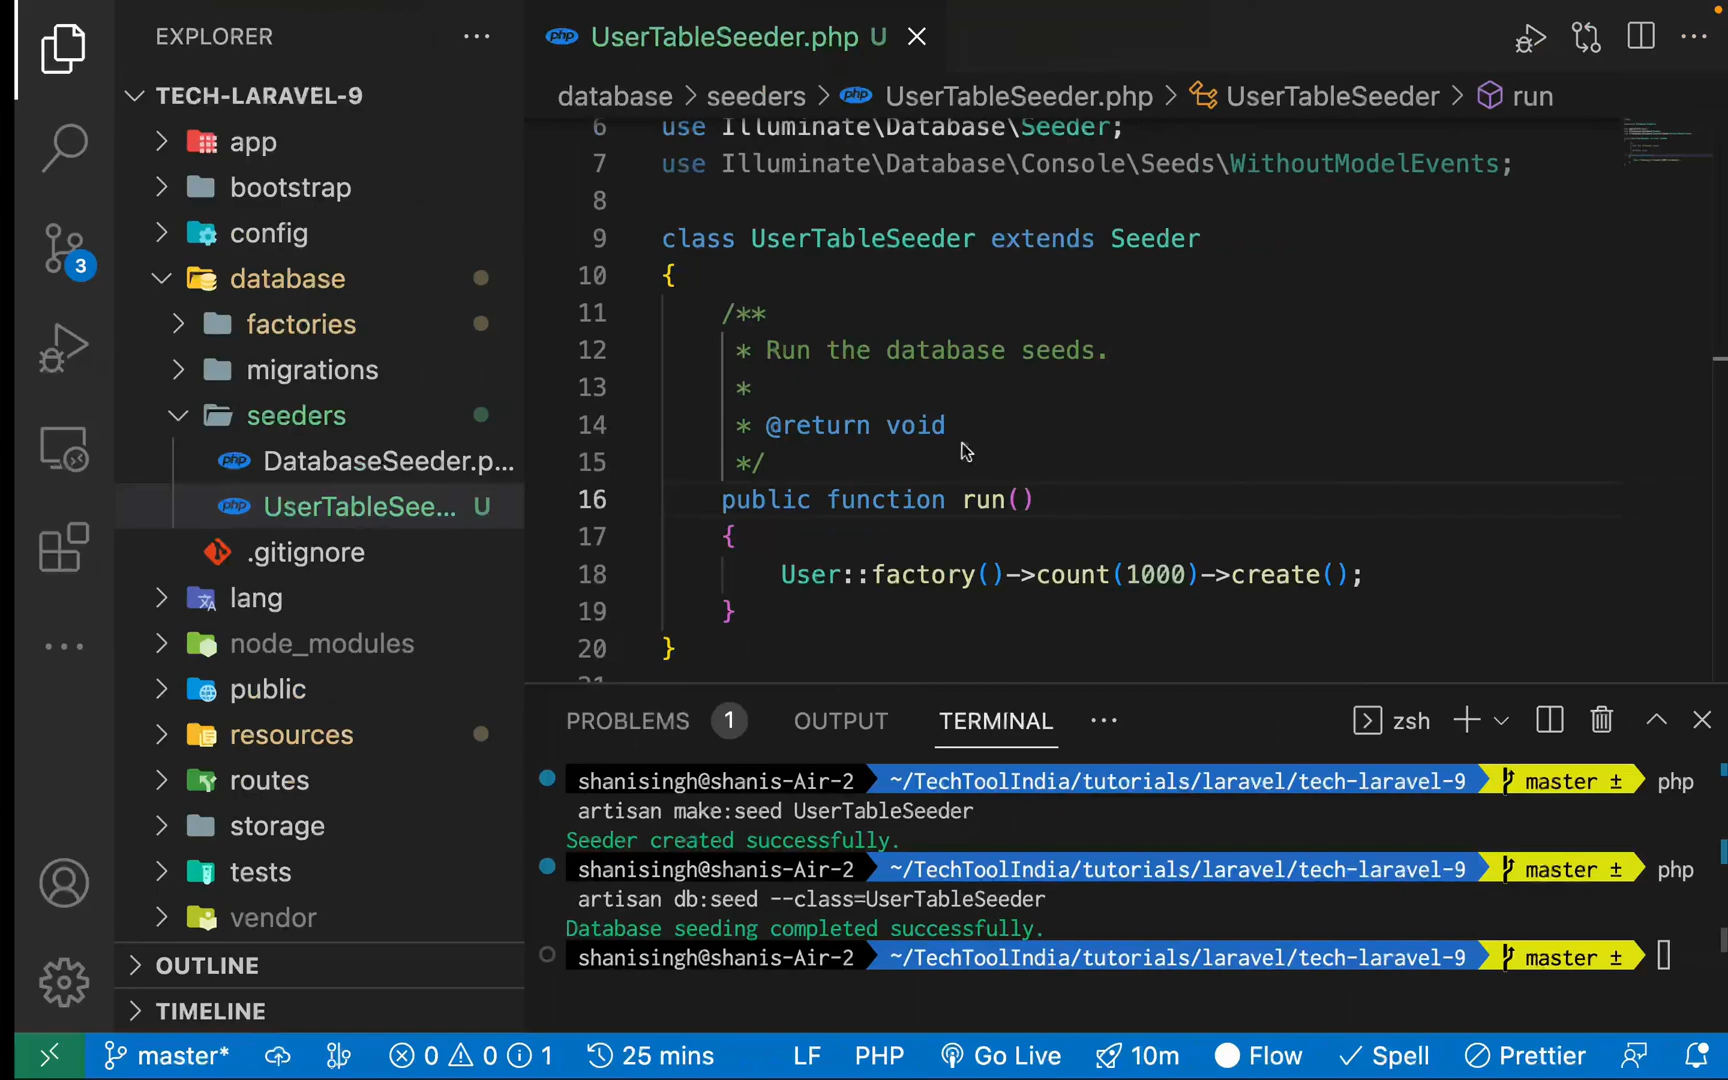 EXPLORER
TECH-LARAVEL-9
app
bootstrap
config
database
factories
migrations
seeders
DatabaseSeeder.p...
UserTableSee... U
.gitignore
lang
node_modules
public
resources
routes
storage
tests
vendor
OUTLINE
TIMELINE
3
UserTableSeeder.php U
database > seeders > UserTableSeeder.php > UserTableSeeder > run
6 use Illuminate\Database\Seeder;
7 use Illuminate\Database\Console\Seeds\WithoutModelEvents;
8
9 class UserTableSeeder extends Seeder
10 {
11 /**
12 * Run the database seeds.
13 *
14 * @return void
15 */
16 public function run()
17 {
18 User::factory()->count(1000)->create();
19 }
20 }
PROBLEMS 1 OUTPUT TERMINAL ... zsh
shanisingh@shanis-Air-2 ~/TechToolIndia/tutorials/laravel/tech-laravel-9 master ± php
artisan make:seed UserTableSeeder
Seeder created successfully.
shanisingh@shanis-Air-2 ~/TechToolIndia/tutorials/laravel/tech-laravel-9 master ± php
artisan db:seed --class=UserTableSeeder
Database seeding completed successfully.
shanisingh@shanis-Air-2 ~/TechToolIndia/tutorials/laravel/tech-laravel-9 master ±
master* 0 0 1 25 mins LF PHP Go Live 10m Flow Spell Prettier